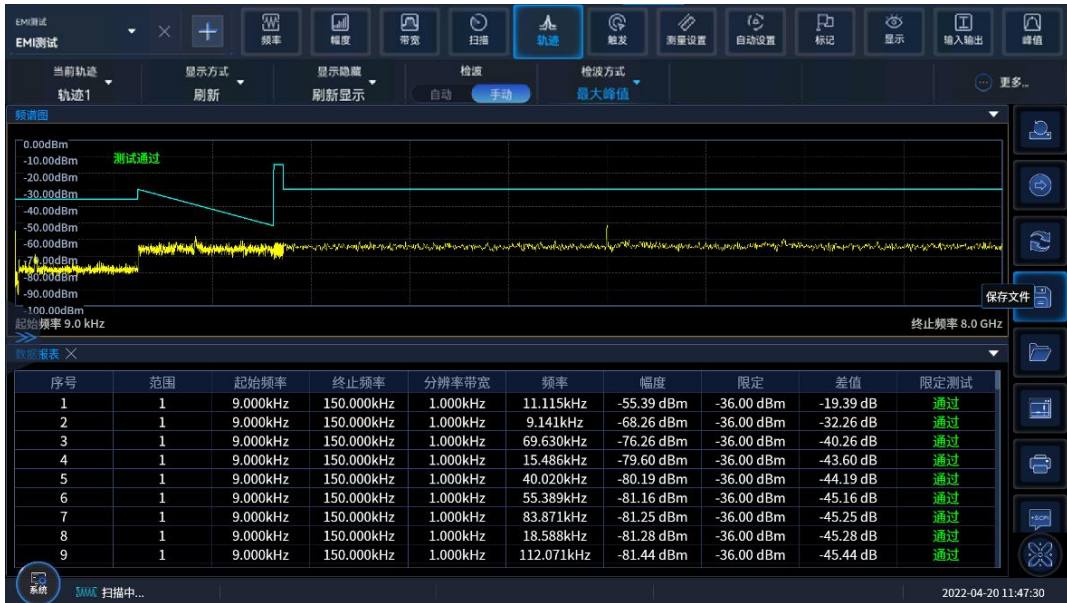 EMI测试
EMI测试
频率 幅度 带宽 扫描 轨迹 触发 测量设置 自动设置 标记 显示 输入输出 峰值
当前轨迹 显示方式 显示隐藏 检波 检波方式
轨迹1 刷新 刷新显示 自动 手动 最大峰值 更多...
频谱图
0.00dBm
-10.00dBm 测试通过
-20.00dBm
-30.00dBm
-40.00dBm
-50.00dBm
-60.00dBm
-70.00dBm
-80.00dBm
-90.00dBm
-100.00dBm
保存文件
起始频率 9.0 kHz 终止频率 8.0 GHz
数据报表
序号 范围 起始频率 终止频率 分辨率带宽 频率 幅度 限定 差值 限定测试
1 1 9.000kHz 150.000kHz 1.000kHz 11.115kHz -55.39 dBm -36.00 dBm -19.39 dB 通过
2 1 9.000kHz 150.000kHz 1.000kHz 9.141kHz -68.26 dBm -36.00 dBm -32.26 dB 通过
3 1 9.000kHz 150.000kHz 1.000kHz 69.630kHz -76.26 dBm -36.00 dBm -40.26 dB 通过
4 1 9.000kHz 150.000kHz 1.000kHz 15.486kHz -79.60 dBm -36.00 dBm -43.60 dB 通过
5 1 9.000kHz 150.000kHz 1.000kHz 40.020kHz -80.19 dBm -36.00 dBm -44.19 dB 通过
6 1 9.000kHz 150.000kHz 1.000kHz 55.389kHz -81.16 dBm -36.00 dBm -45.16 dB 通过
7 1 9.000kHz 150.000kHz 1.000kHz 83.871kHz -81.25 dBm -36.00 dBm -45.25 dB 通过
8 1 9.000kHz 150.000kHz 1.000kHz 18.588kHz -81.28 dBm -36.00 dBm -45.28 dB 通过
9 1 9.000kHz 150.000kHz 1.000kHz 112.071kHz -81.44 dBm -36.00 dBm -45.44 dB 通过
*SCPI
系统 扫描中... 2022-04-20 11:47:30